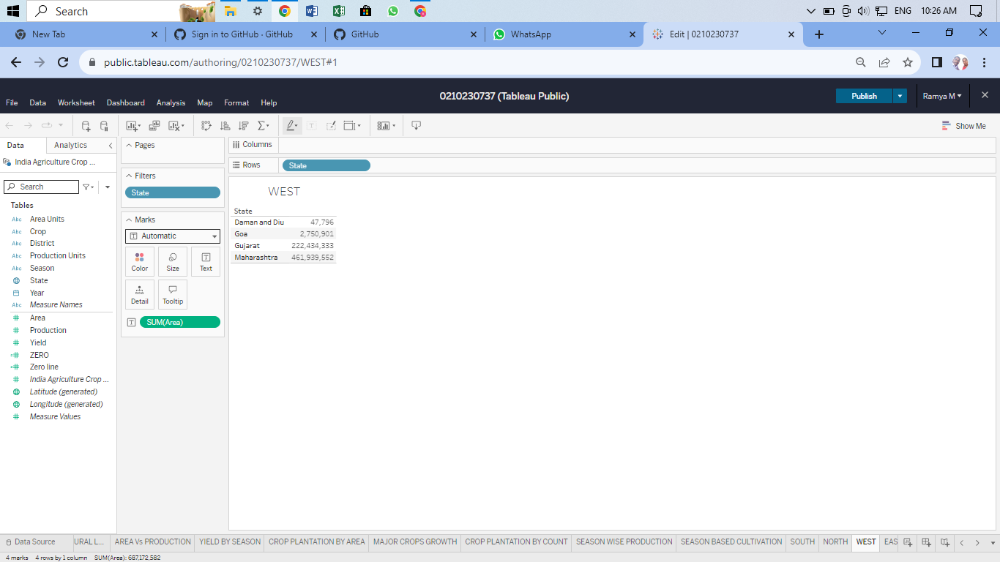 Search
ENG 10:26 AM
New Tab
Sign in to GitHub · GitHub
GitHub
WhatsApp
Edit | 0210230737
public.tableau.com/authoring/0210230737/WEST#1
0210230737 (Tableau Public)
Publish
Ramya M
File Data Worksheet Dashboard Analysis Map Format Help
Show Me
Data Analytics
India Agriculture Crop ...
Search
Tables
Abc Area Units
Abc Crop
Abc District
Abc Production Units
Abc Season
State
Year
Abc Measure Names
Area
Production
Yield
ZERO
Zero line
India Agriculture Crop ...
Latitude (generated)
Longitude (generated)
Measure Values
Pages
Filters
State
Marks
Automatic
Color Size Text
Detail Tooltip
SUM(Area)
Columns
Rows State
WEST
State
Daman and Diu 47,796
Goa 2,750,901
Gujarat 222,434,333
Maharashtra 461,939,552
Data Source URAL L... AREA Vs PRODUCTION YIELD BY SEASON CROP PLANTATION BY AREA MAJOR CROPS GROWTH CROP PLANTATION BY COUNT SEASON WISE PRODUCTION SEASON BASED CULTIVATION SOUTH NORTH WEST EAS
4 marks 4 rows by 1 column SUM(Area): 687,172,582